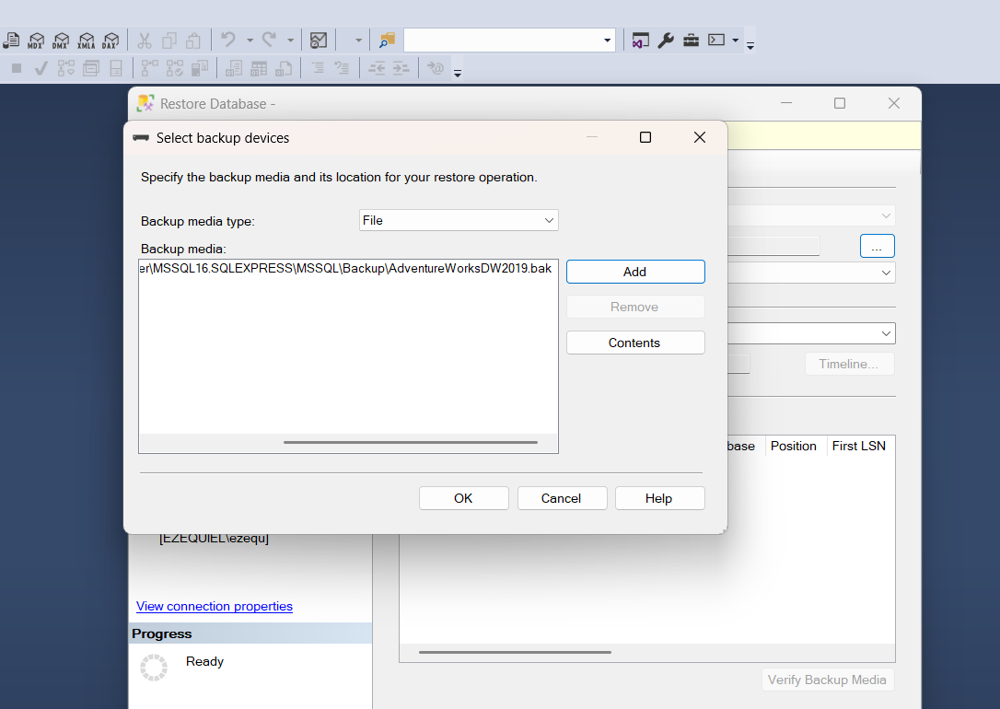 MDX DMX XMLA DAX
Restore Database -
Select backup devices
Specify the backup media and its location for your restore operation.
Backup media type:
File
Backup media:
er\MSSQL16.SQLEXPRESS\MSSQL\Backup\AdventureWorksDW2019.bak
Add
Remove
Contents
...
Timeline...
base Position First LSN
OK Cancel Help
[EZEQUIEL\ezequ]
View connection properties
Progress
Ready
Verify Backup Media